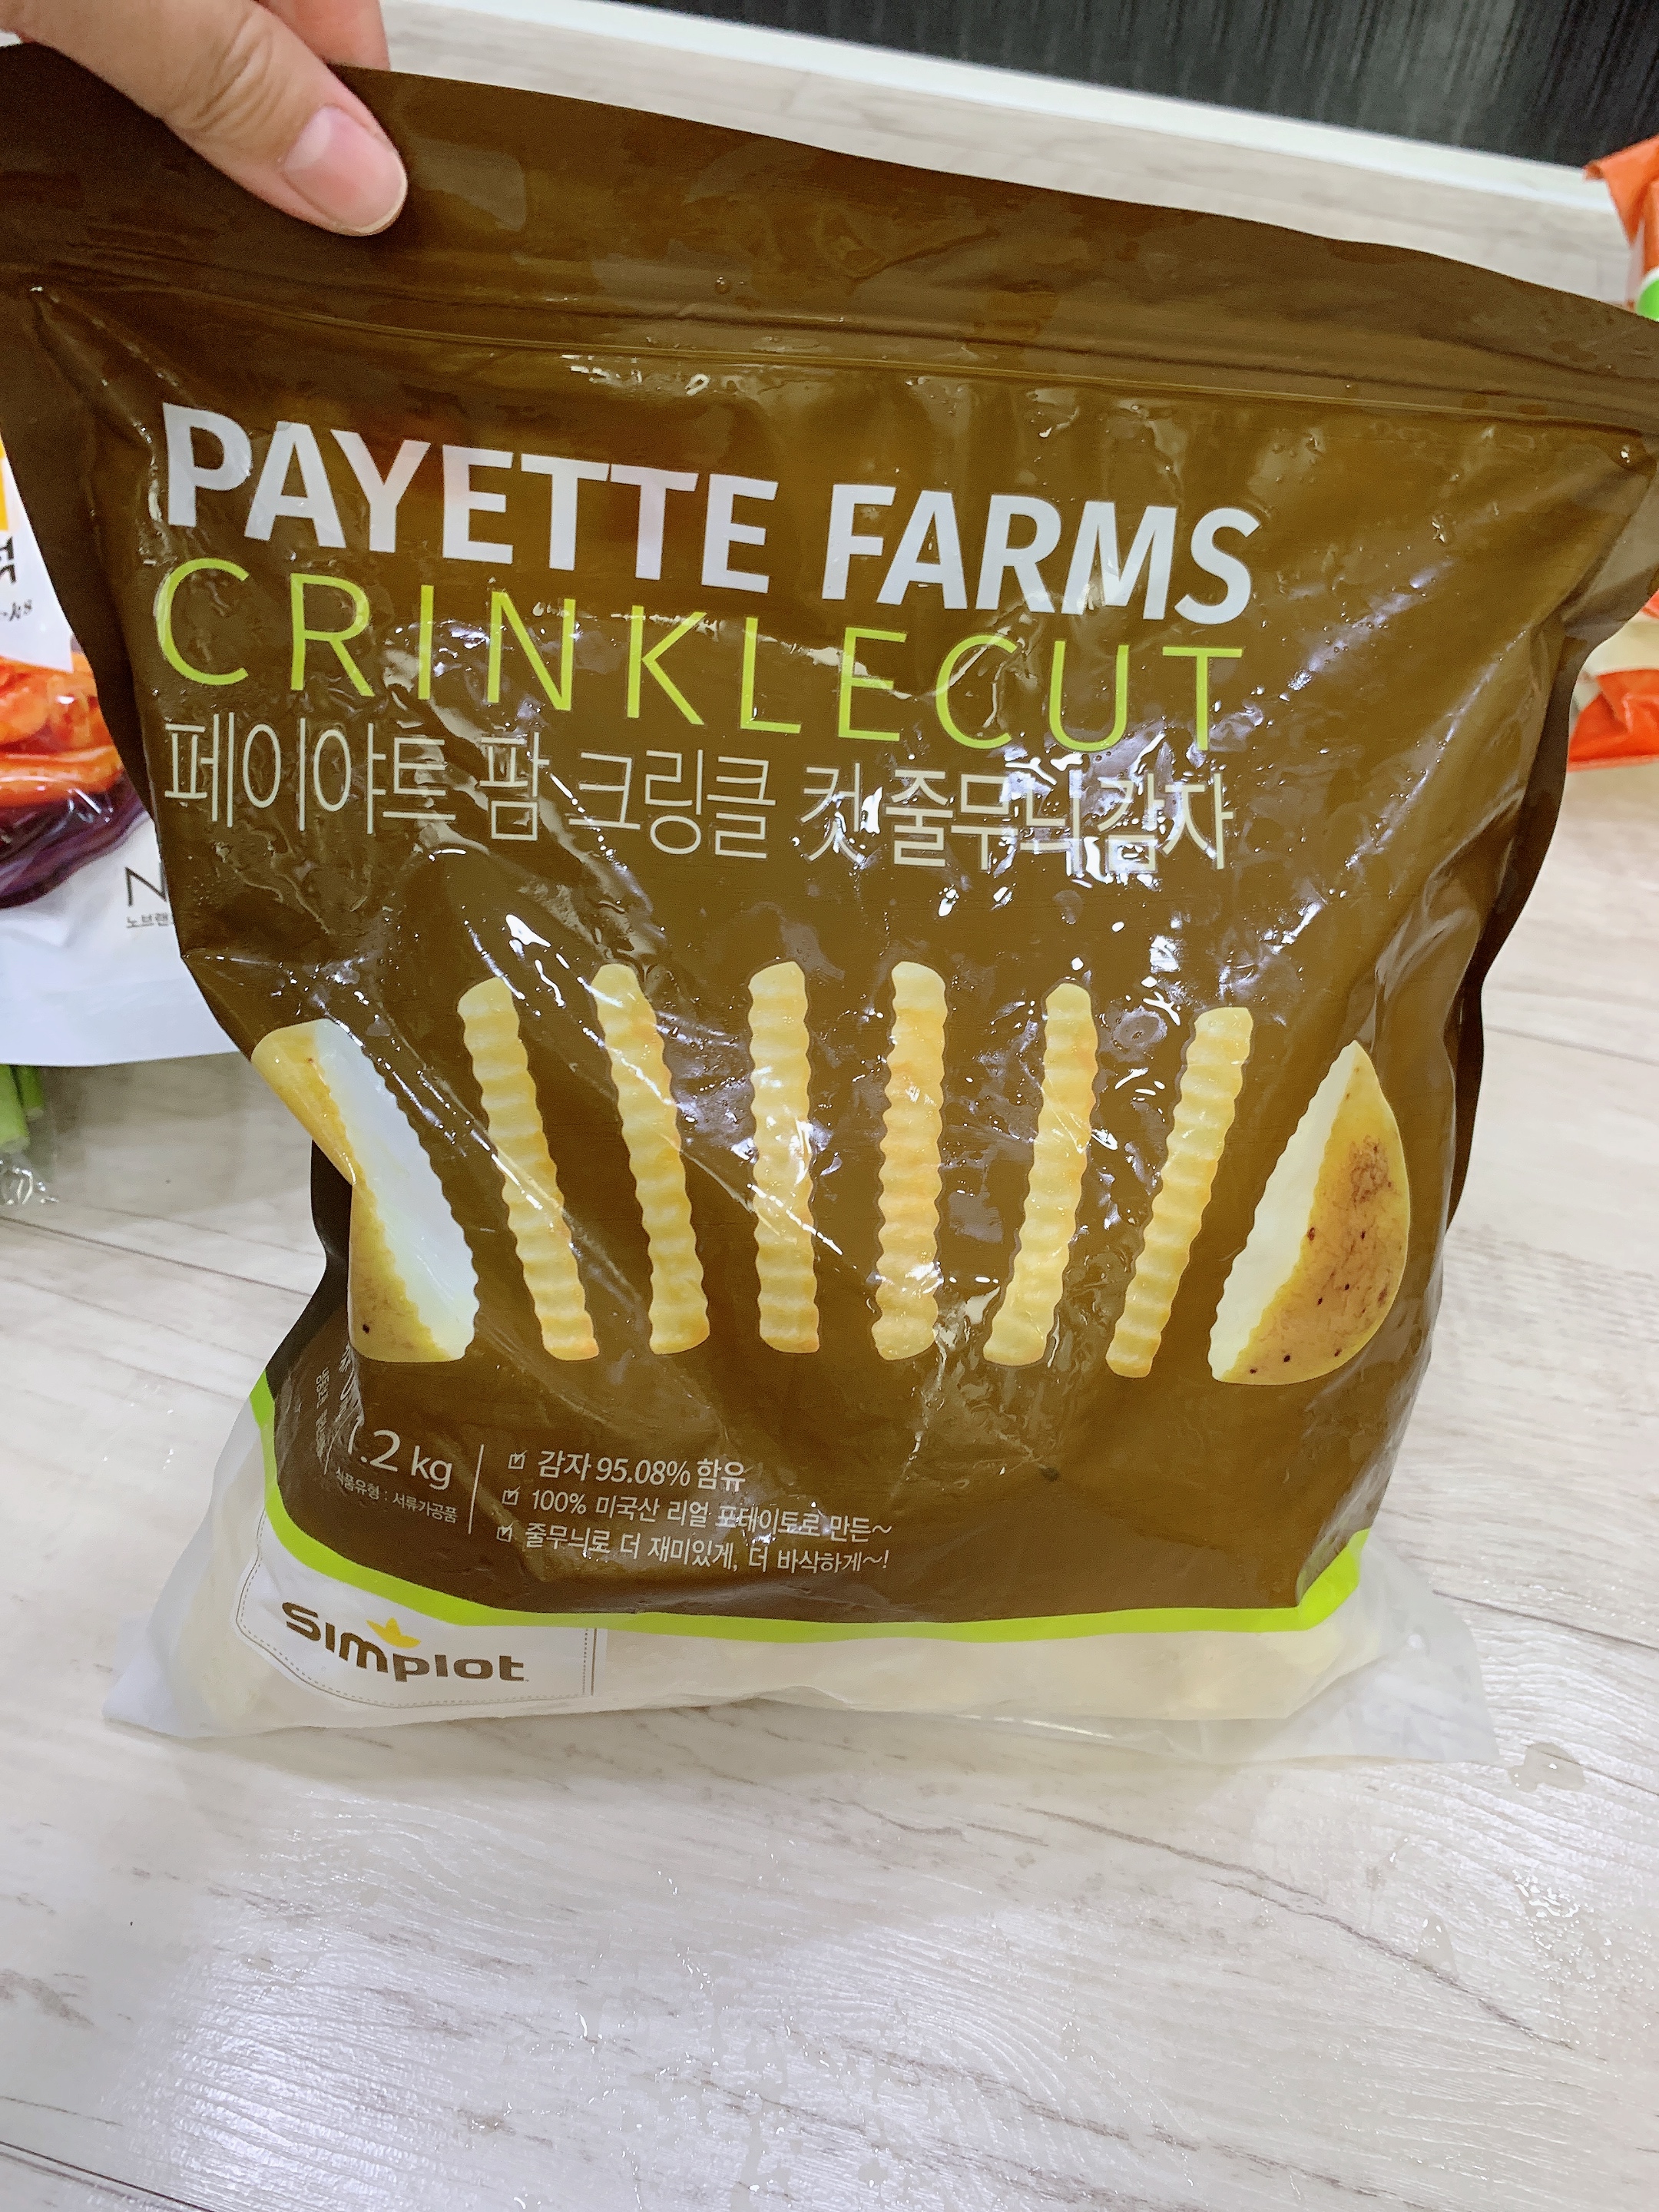 PAYETTE FARMS
CRINKLECUT
페이야트 팜 크링클 컷 줄무늬감자
1.2 kg
식품유형 : 서류가공품
감자 95.08% 함유
100% 미국산 리얼 포테이토로 만든~
줄무늬로 더 재미있게, 더 바삭하게~!
Simplot